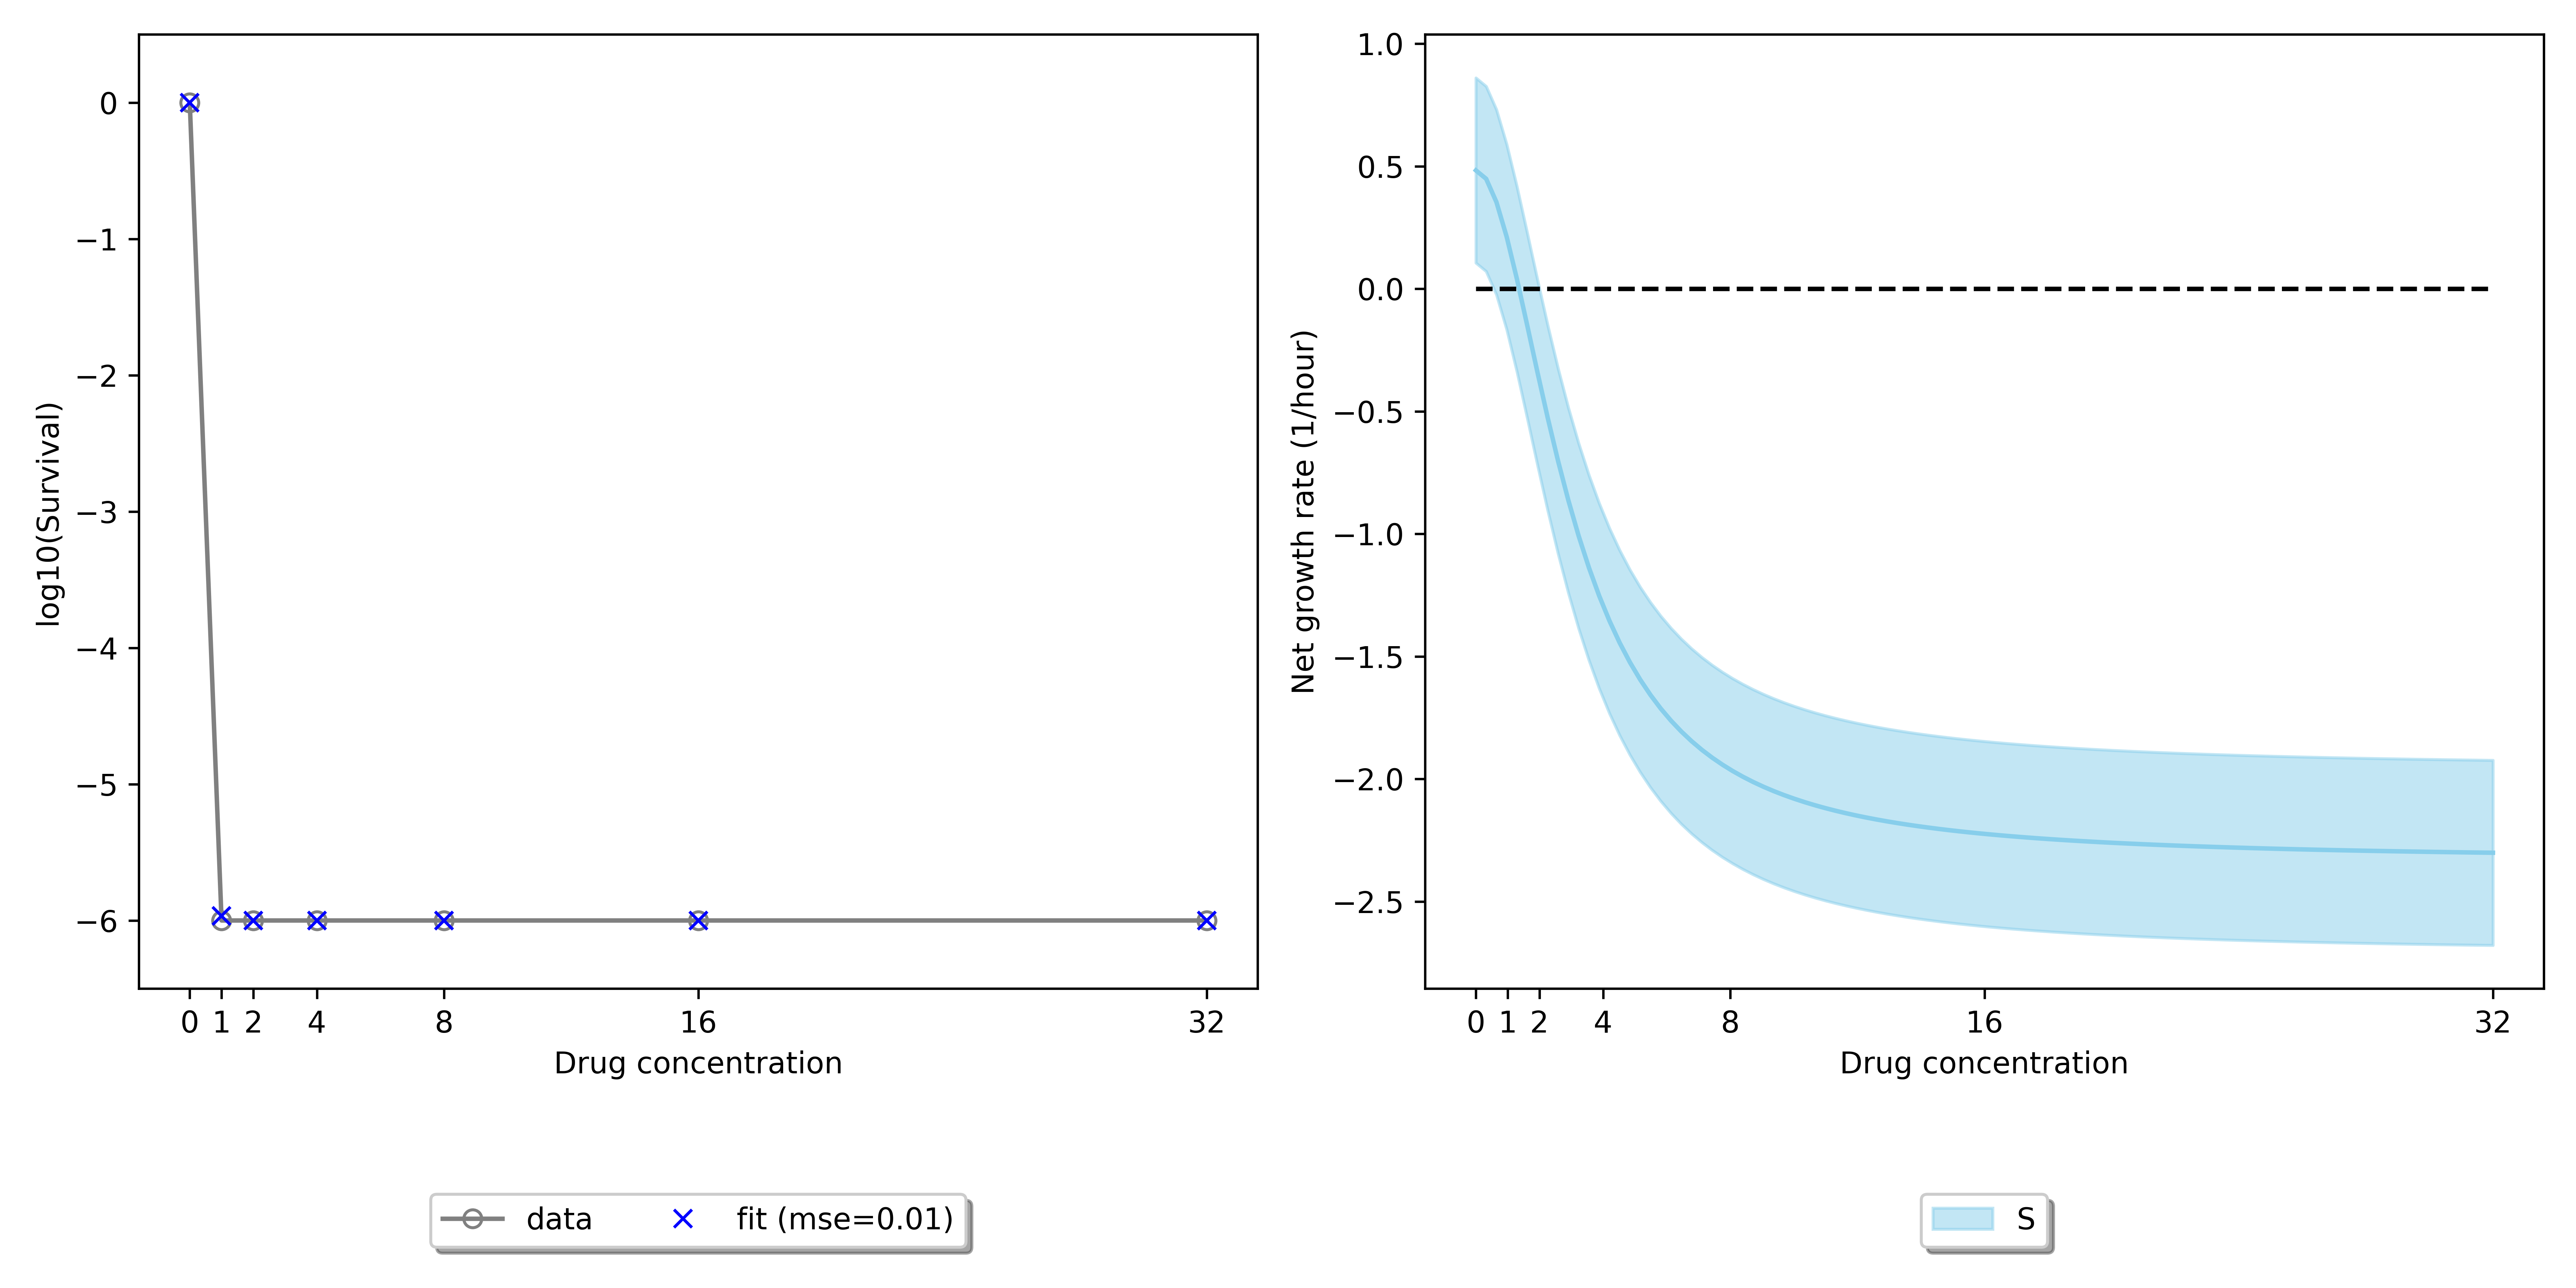 0
−1
−2
−3
−4
−5
−6
log10(Survival)
0 1 2 4 8 16 32
Drug concentration
data fit (mse=0.01)
1.0
0.5
0.0
−0.5
−1.0
−1.5
−2.0
−2.5
Net growth rate (1/hour)
0 1 2 4 8 16 32
Drug concentration
S